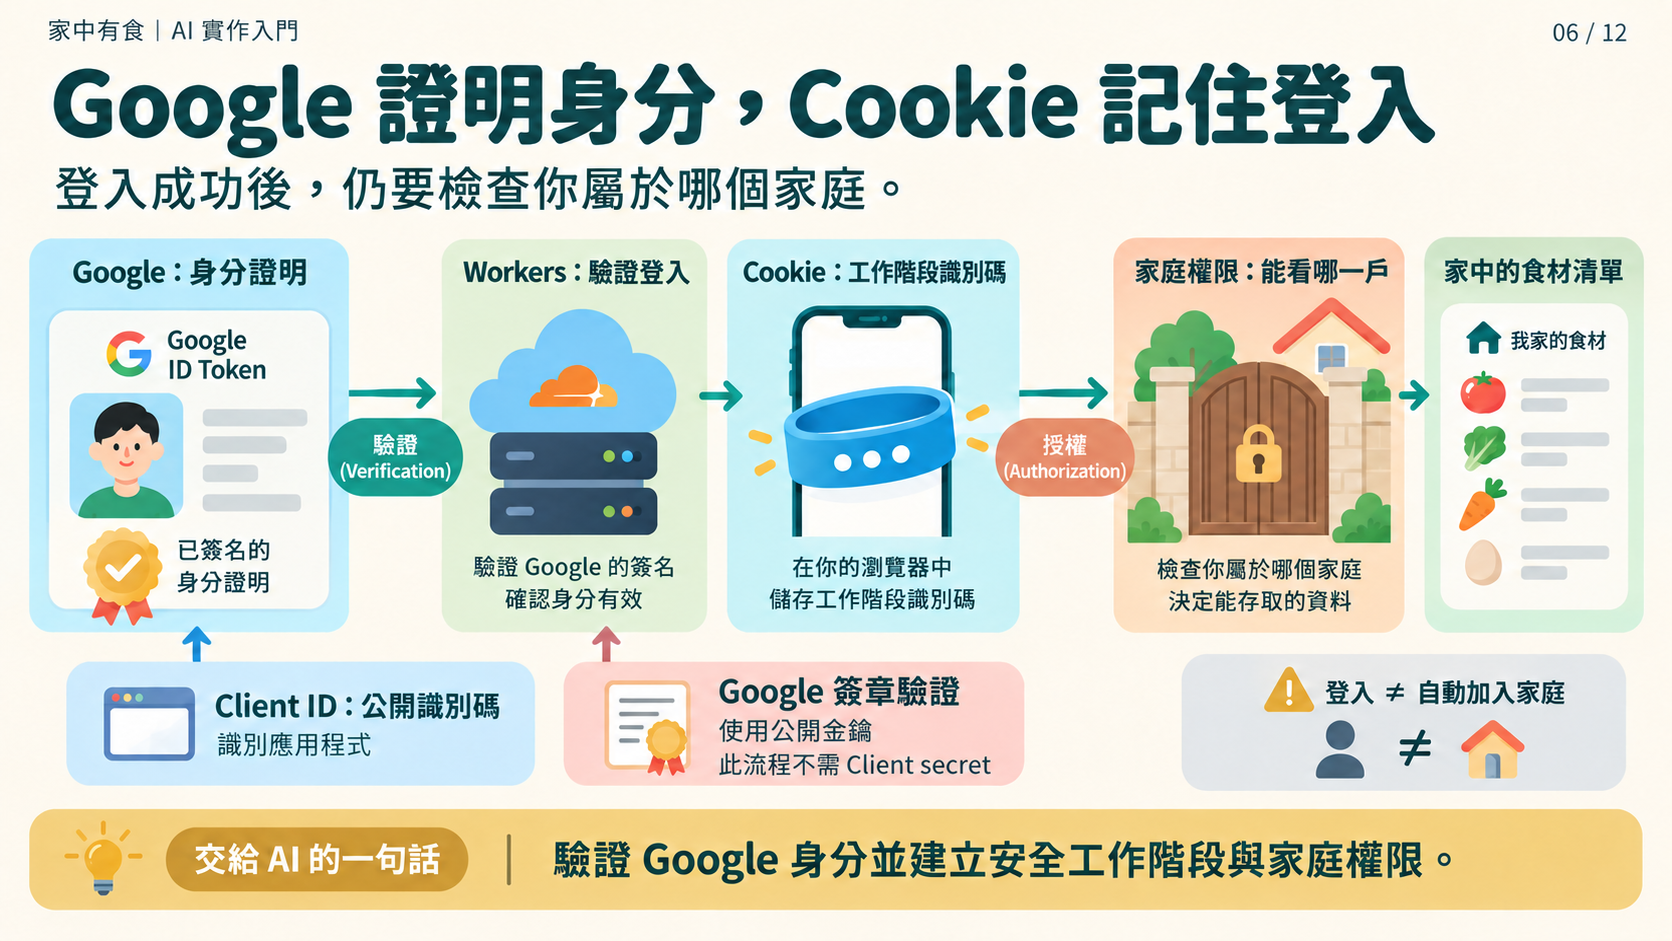 家中有食｜AI 實作入門
06 / 12
Google 證明身分，Cookie 記住登入
登入成功後，仍要檢查你屬於哪個家庭。
Google：身分證明
Google
ID Token
已簽名的
身分證明
驗證
(Verification)
Workers：驗證登入
驗證 Google 的簽名
確認身分有效
Cookie：工作階段識別碼
在你的瀏覽器中
儲存工作階段識別碼
授權
(Authorization)
家庭權限：能看哪一戶
檢查你屬於哪個家庭
決定能存取的資料
家中的食材清單
我家的食材
Client ID：公開識別碼
識別應用程式
Google 簽章驗證
使用公開金鑰
此流程不需 Client secret
登入 ≠ 自動加入家庭
≠
交給 AI 的一句話
驗證 Google 身分並建立安全工作階段與家庭權限。